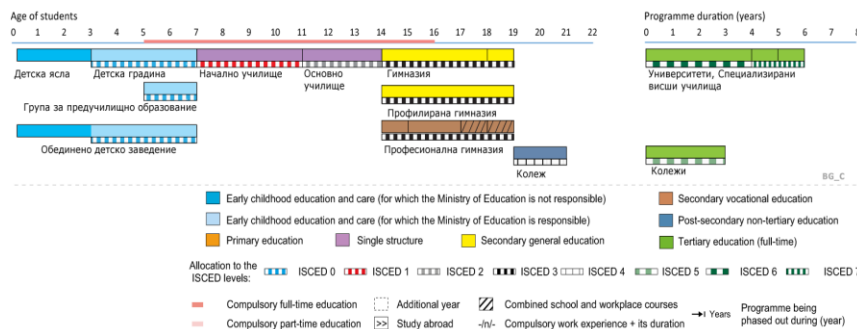 Age of students
Programme duration (years)
0 1 2 3 4 5 6 7 8 9 10 11 12 13 14 15 16 17 18 19 20 21 22
0 1 2 3 4 5 6 7 8
Детска ясла
Детска градина
Начално училище
Основно
училище
Гимназия
Университети, Специализирани
висши училища
Група за предучилищно образование
Профилирана гимназия
Обединено детско заведение
Професионална гимназия
Колеж
Колежи
BG_C
Early childhood education and care (for which the Ministry of Education is not responsible)
Secondary vocational education
Early childhood education and care (for which the Ministry of Education is responsible)
Post-secondary non-tertiary education
Primary education
Single structure
Secondary general education
Tertiary education (full-time)
Allocation to the
ISCED levels:
ISCED 0
ISCED 1
ISCED 2
ISCED 3
ISCED 4
ISCED 5
ISCED 6
ISCED 7
Compulsory full-time education
Additional year
Combined school and workplace courses
Years
Programme being
phased out during (year)
Compulsory part-time education
>> Study abroad
-/n/- Compulsory work experience + its duration